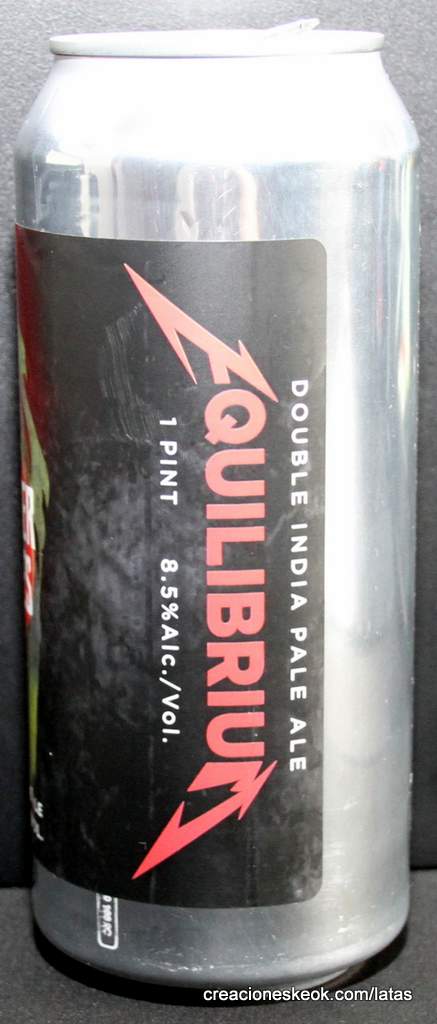 DOUBLE INDIA PALE ALE
EQUILIBRIUM
1 PINT 8.5%Alc./Vol.
creacioneskeok.com/latas